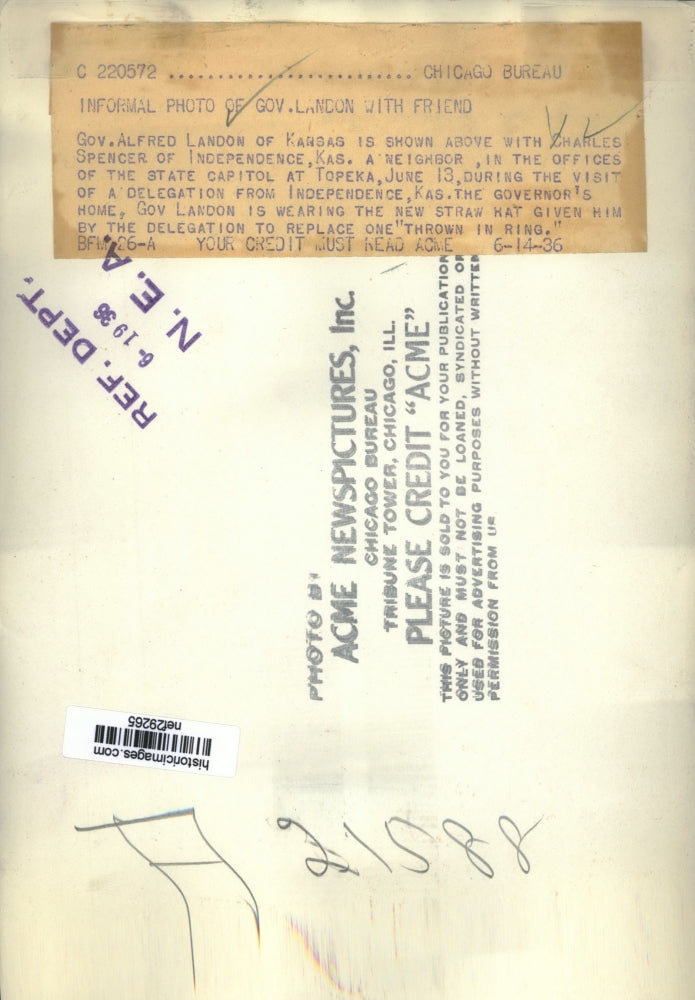 C 220572 ............................ CHICAGO BUREAU
INFORMAL PHOTO OF GOV.LANDON WITH FRIEND
GOV.ALFRED LANDON OF KANSAS IS SHOWN ABOVE WITH CHARLES
SPENCER OF INDEPENDENCE,KAS. A NEIGHBOR ,IN THE OFFICES
OF THE STATE CAPITOL AT TOPEKA,JUNE 13,DURING THE VISIT
OF A DELEGATION FROM INDEPENDENCE,KAS.THE GOVERNOR'S
HOME, GOV LANDON IS WEARING THE NEW STRAW HAT GIVEN HIM
BY THE DELEGATION TO REPLACE ONE"THROWN IN RING."
BFM 26-A YOUR CREDIT MUST READ ACME 6-14-36
REF. DEPT.
6-19 36
N. E. A.
PHOTO BY
ACME NEWSPICTURES, Inc.
CHICAGO BUREAU
TRIBUNE TOWER, CHICAGO, ILL.
PLEASE CREDIT "ACME"
THIS PICTURE IS SOLD TO YOU FOR YOUR PUBLICATION
ONLY AND MUST NOT BE LOANED, SYNDICATED OR
USED FOR ADVERTISING PURPOSES WITHOUT WRITTEN
PERMISSION FROM US
historicimages.com
nef29265